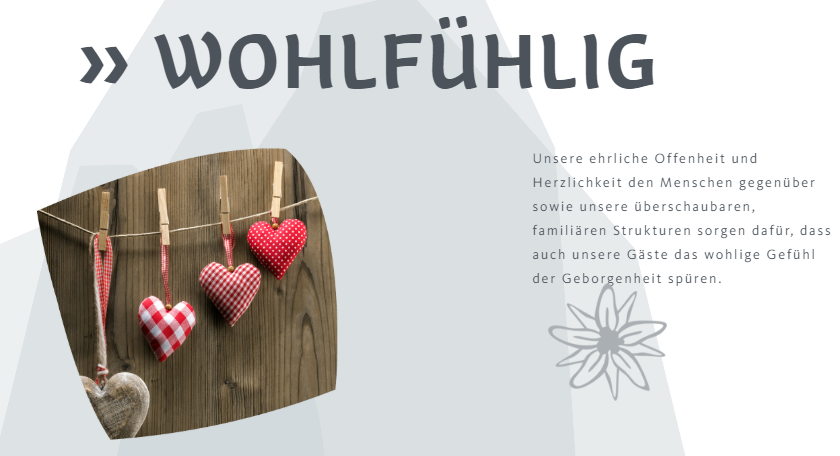 » WOHLFÜHLIG
Unsere ehrliche Offenheit und
Herzlichkeit den Menschen gegenüber
sowie unsere überschaubaren,
familiären Strukturen sorgen dafür, dass
auch unsere Gäste das wohlige Gefühl
der Geborgenheit spüren.